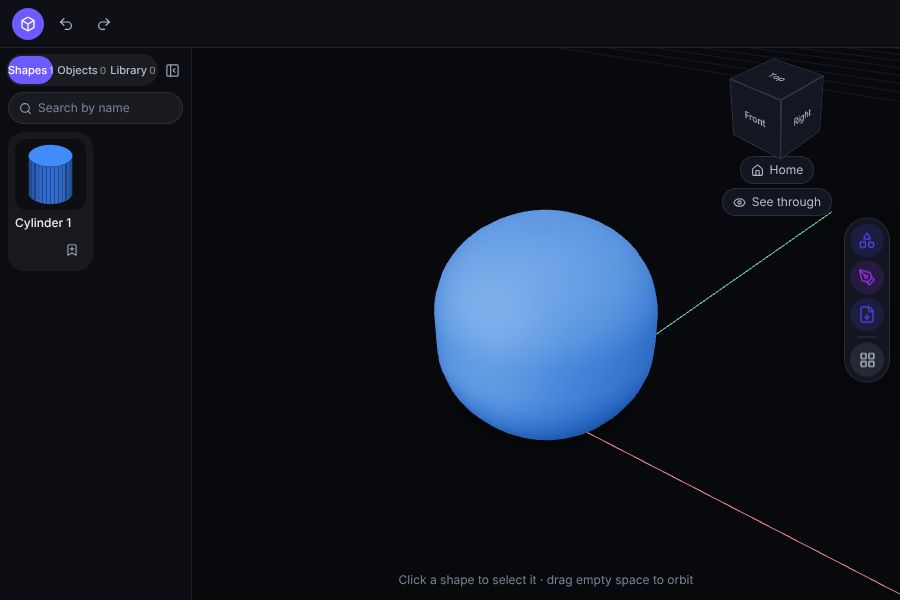 Shapes 1 Objects 0 Library 0
Search by name
Cylinder 1
Top
Front
Right
Home
See through
Click a shape to select it · drag empty space to orbit